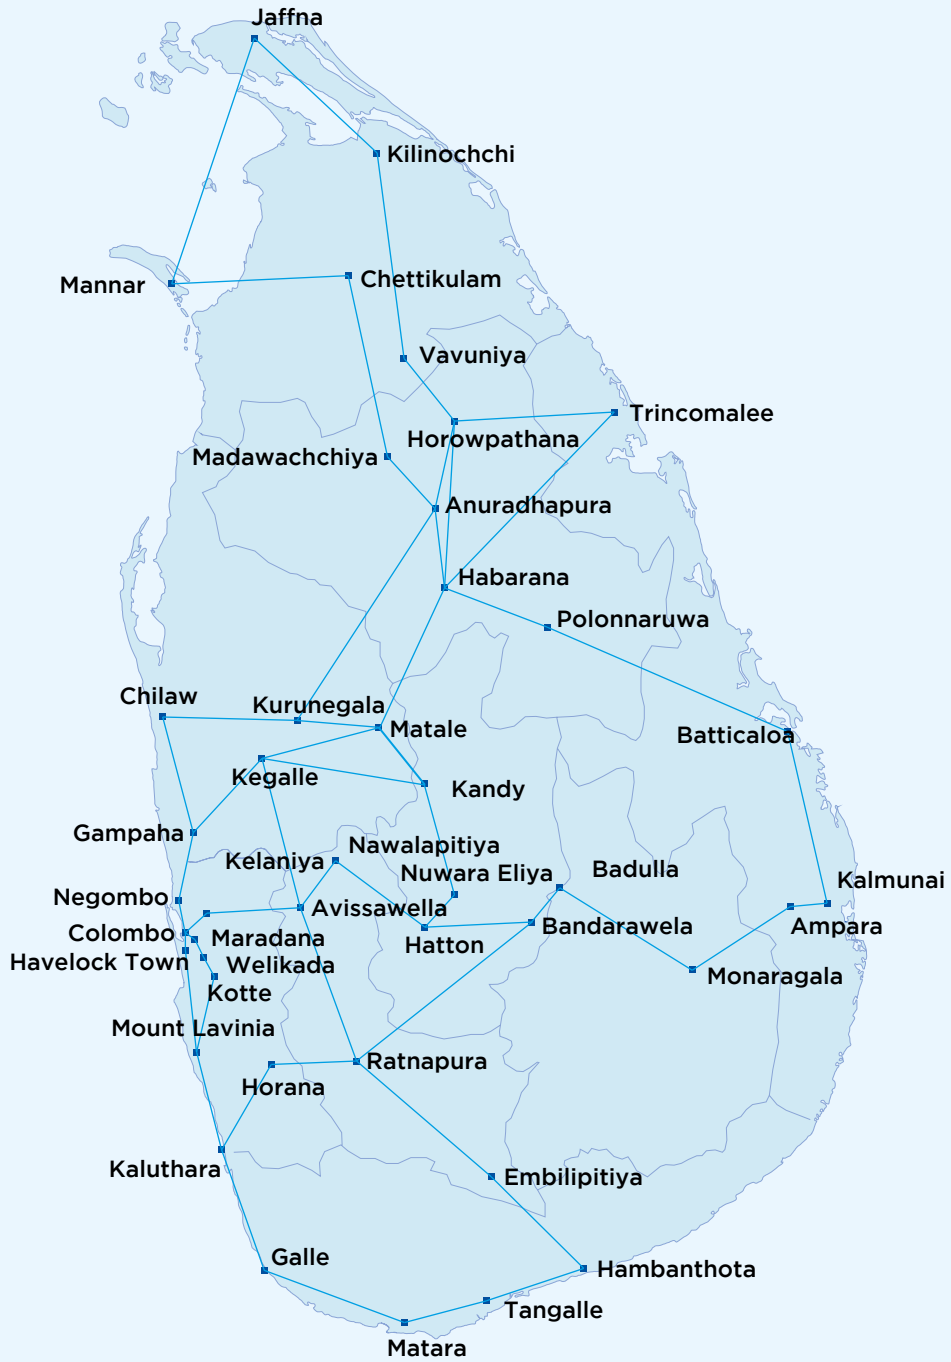 Jaffna
Kilinochchi
Chettikulam
Mannar
Vavuniya
Trincomalee
Horowpathana
Madawachchiya
Anuradhapura
Habarana
Polonnaruwa
Chilaw
Kurunegala
Matale
Batticaloa
Kegalle
Kandy
Gampaha
Nawalapitiya
Kelaniya
Nuwara Eliya
Badulla
Kalmunai
Negombo
Avissawella
Bandarawela
Ampara
Colombo
Maradana
Hatton
Havelock Town
Welikada
Monaragala
Kotte
Mount Lavinia
Ratnapura
Horana
Kaluthara
Embilipitiya
Galle
Hambanthota
Tangalle
Matara